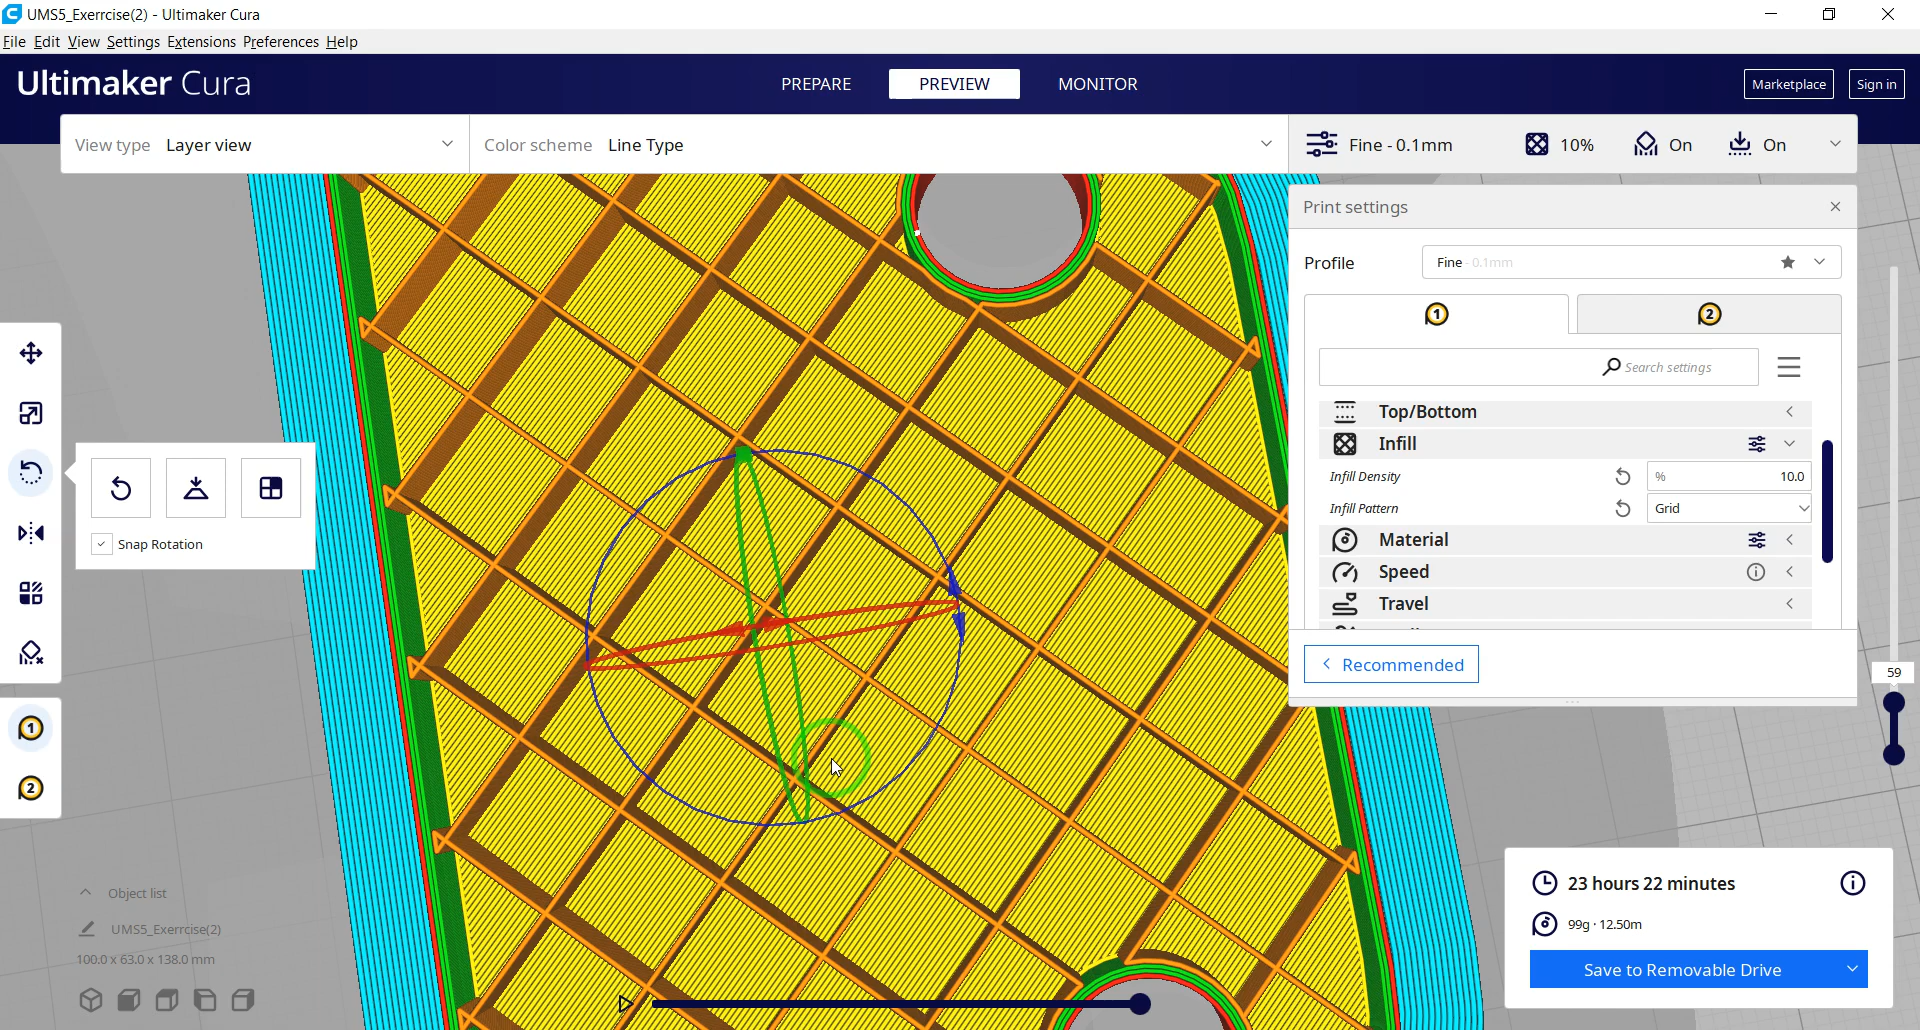 UMS5_Exerrcise(2) - Ultimaker Cura
File Edit View Settings Extensions Preferences Help
Ultimaker Cura
PREPARE
PREVIEW
MONITOR
Marketplace
Sign in
View type Layer view
Color scheme Line Type
Fine - 0.1mm
10%
On
On
Print settings
Profile
Fine - 0.1mm
1
2
Search settings
Top/Bottom
Infill
Infill Density
% 10.0
Infill Pattern
Grid
Material
Speed
Travel
Recommended
59
Snap Rotation
1
2
Object list
UMS5_Exerrcise(2)
100.0 x 63.0 x 138.0 mm
23 hours 22 minutes
99g · 12.50m
Save to Removable Drive